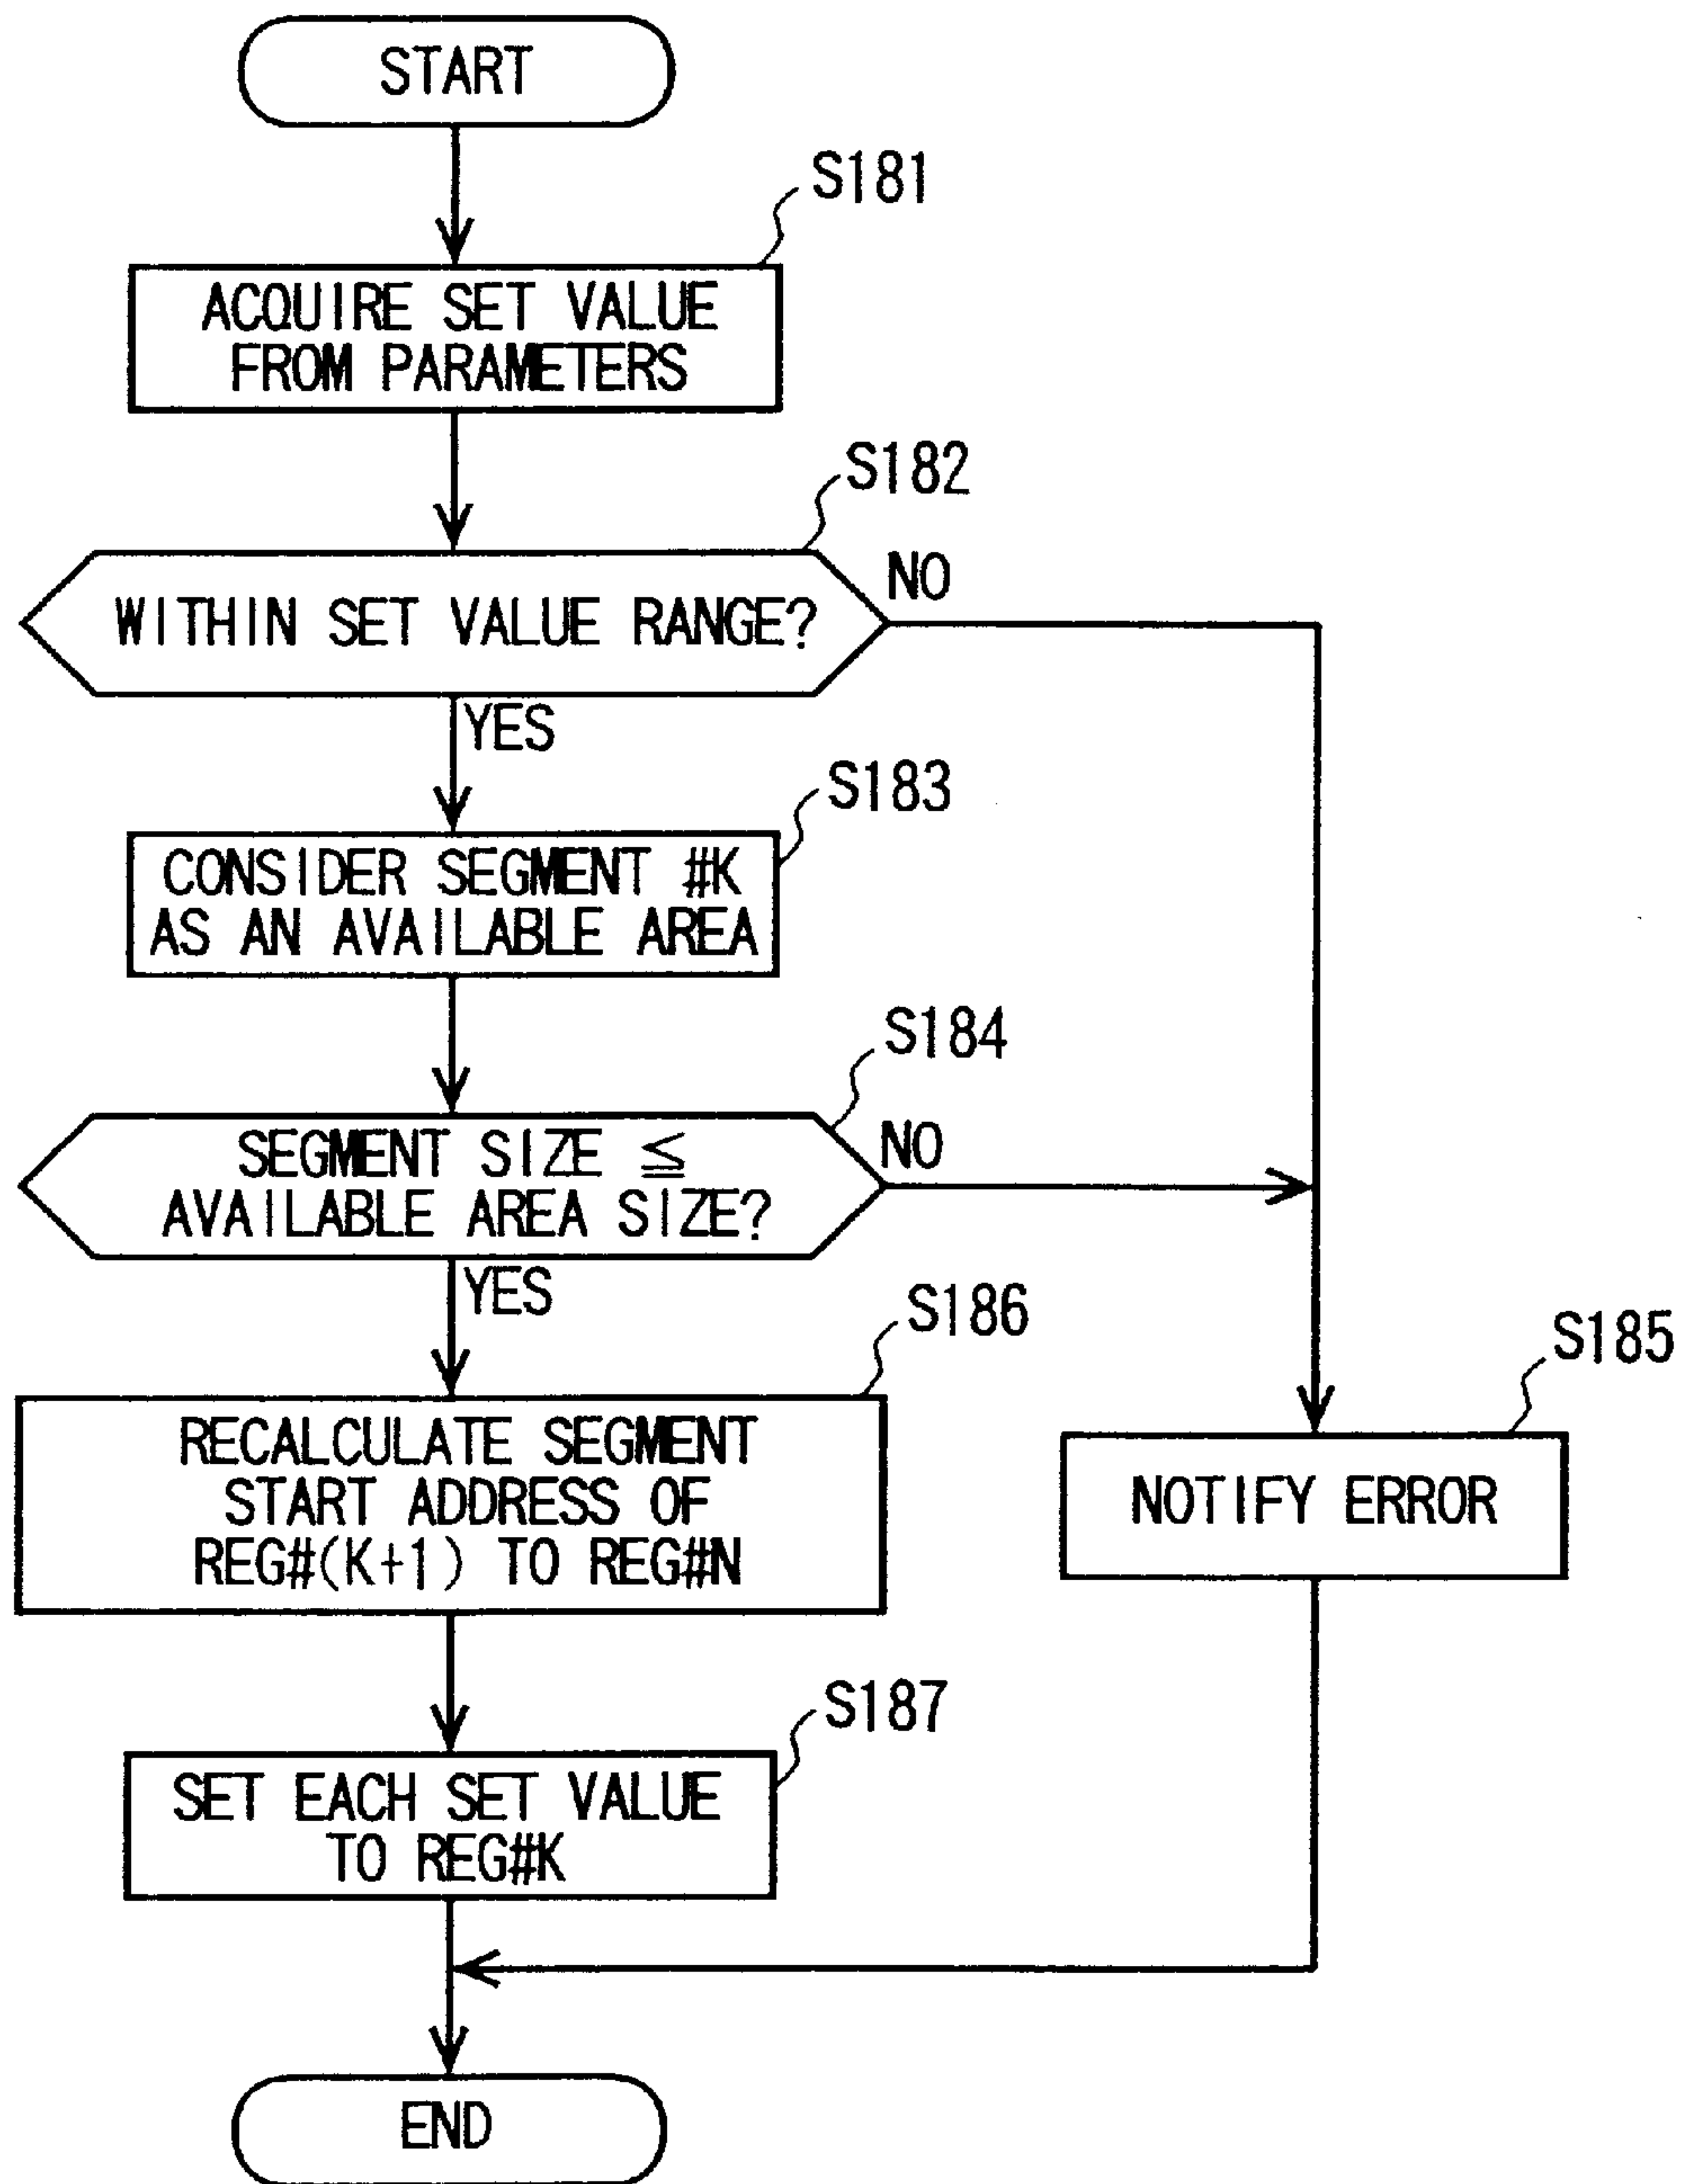 START
S181
ACQUIRE SET VALUE
FROM PARAMETERS
S182
WITHIN SET VALUE RANGE?
NO
YES
S183
CONSIDER SEGMENT #K
AS AN AVAILABLE AREA
S184
SEGMENT SIZE ≦
AVAILABLE AREA SIZE?
NO
YES
S186
RECALCULATE SEGMENT
START ADDRESS OF
REG#(K+1) TO REG#N
S185
NOTIFY ERROR
S187
SET EACH SET VALUE
TO REG#K
END